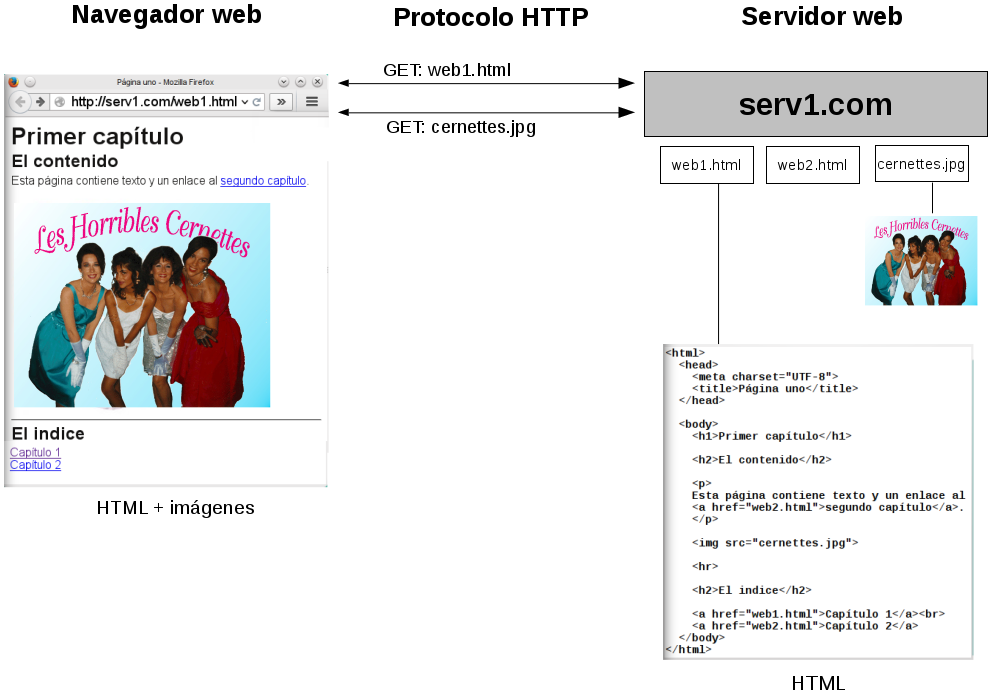 Navegador web
Protocolo HTTP
Servidor web
Página uno - Mozilla Firefox
http://serv1.com/web1.html
Primer capítulo
El contenido
Esta página contiene texto y un enlace al segundo capítulo.
Les Horribles Cernettes
El indice
Capítulo 1
Capítulo 2
HTML + imágenes
GET: web1.html
GET: cernettes.jpg
serv1.com
web1.html
web2.html
cernettes.jpg
Les Horribles Cernettes
<html>
<head>
<meta charset="UTF-8">
<title>Página uno</title>
</head>
<body>
<h1>Primer capítulo</h1>
<h2>El contenido</h2>
<p>
Esta página contiene texto y un enlace al
<a href="web2.html">segundo capítulo</a>.
</p>
<img src="cernettes.jpg">
<hr>
<h2>El indice</h2>
<a href="web1.html">Capítulo 1</a><br>
<a href="web2.html">Capítulo 2</a>
</body>
</html>
HTML